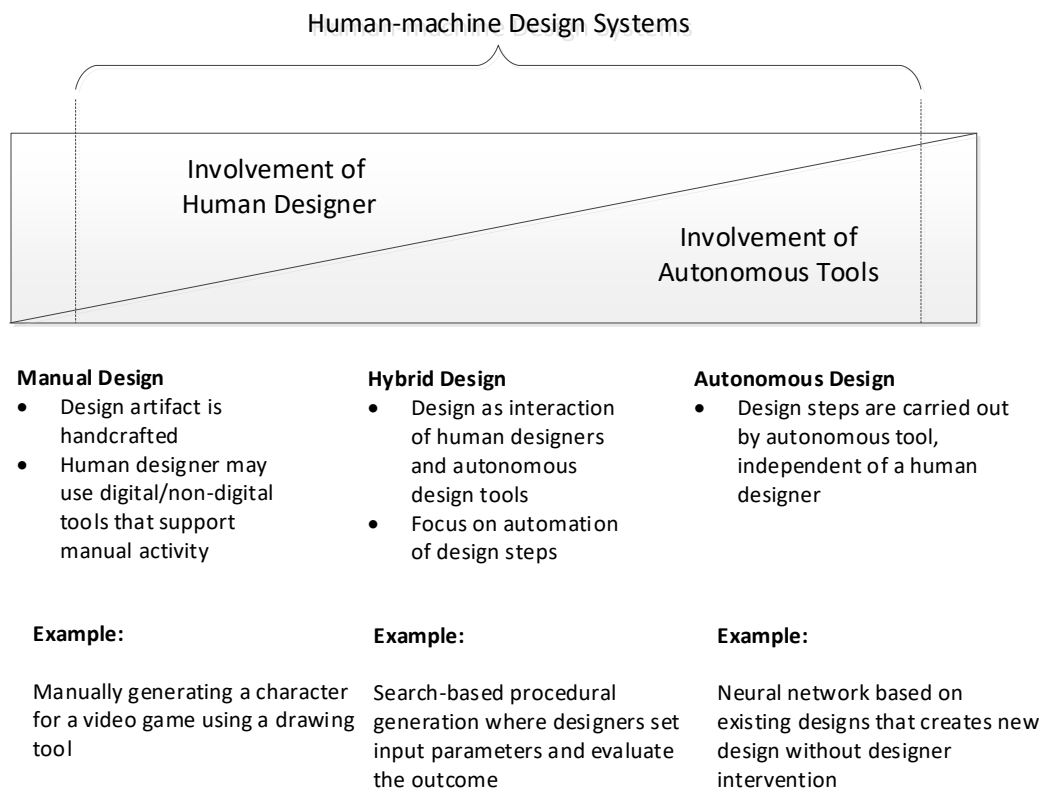 Human-machine Design Systems
Involvement of
Human Designer
Involvement of
Autonomous Tools
Manual Design
• Design artifact is
handcrafted
• Human designer may
use digital/non-digital
tools that support
manual activity
Hybrid Design
• Design as interaction
of human designers
and autonomous
design tools
• Focus on automation
of design steps
Autonomous Design
• Design steps are carried out
by autonomous tool,
independent of a human
designer
Example:
Manually generating a character
for a video game using a drawing
tool
Example:
Search-based procedural
generation where designers set
input parameters and evaluate
the outcome
Example:
Neural network based on
existing designs that creates new
design without designer
intervention